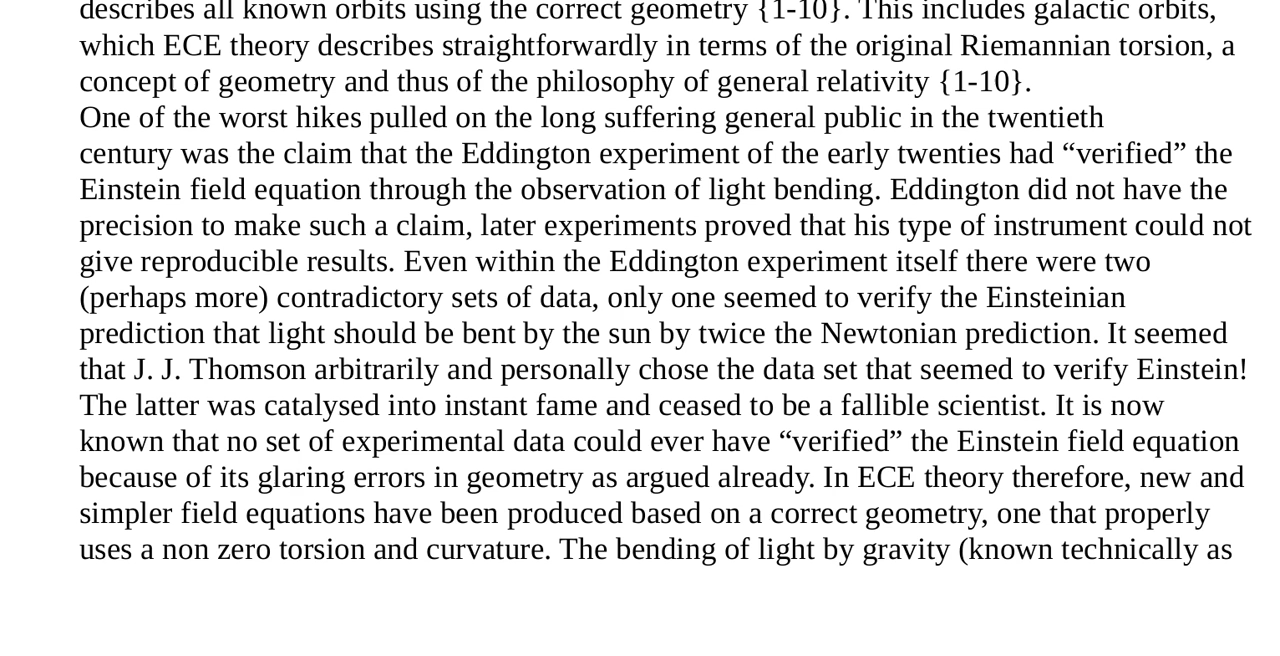 describes all known orbits using the correct geometry {1-10}. This includes galactic orbits,
which ECE theory describes straightforwardly in terms of the original Riemannian torsion, a
concept of geometry and thus of the philosophy of general relativity {1-10}.
One of the worst hikes pulled on the long suffering general public in the twentieth
century was the claim that the Eddington experiment of the early twenties had “verified” the
Einstein field equation through the observation of light bending. Eddington did not have the
precision to make such a claim, later experiments proved that his type of instrument could not
give reproducible results. Even within the Eddington experiment itself there were two
(perhaps more) contradictory sets of data, only one seemed to verify the Einsteinian
prediction that light should be bent by the sun by twice the Newtonian prediction. It seemed
that J. J. Thomson arbitrarily and personally chose the data set that seemed to verify Einstein!
The latter was catalysed into instant fame and ceased to be a fallible scientist. It is now
known that no set of experimental data could ever have “verified” the Einstein field equation
because of its glaring errors in geometry as argued already. In ECE theory therefore, new and
simpler field equations have been produced based on a correct geometry, one that properly
uses a non zero torsion and curvature. The bending of light by gravity (known technically as